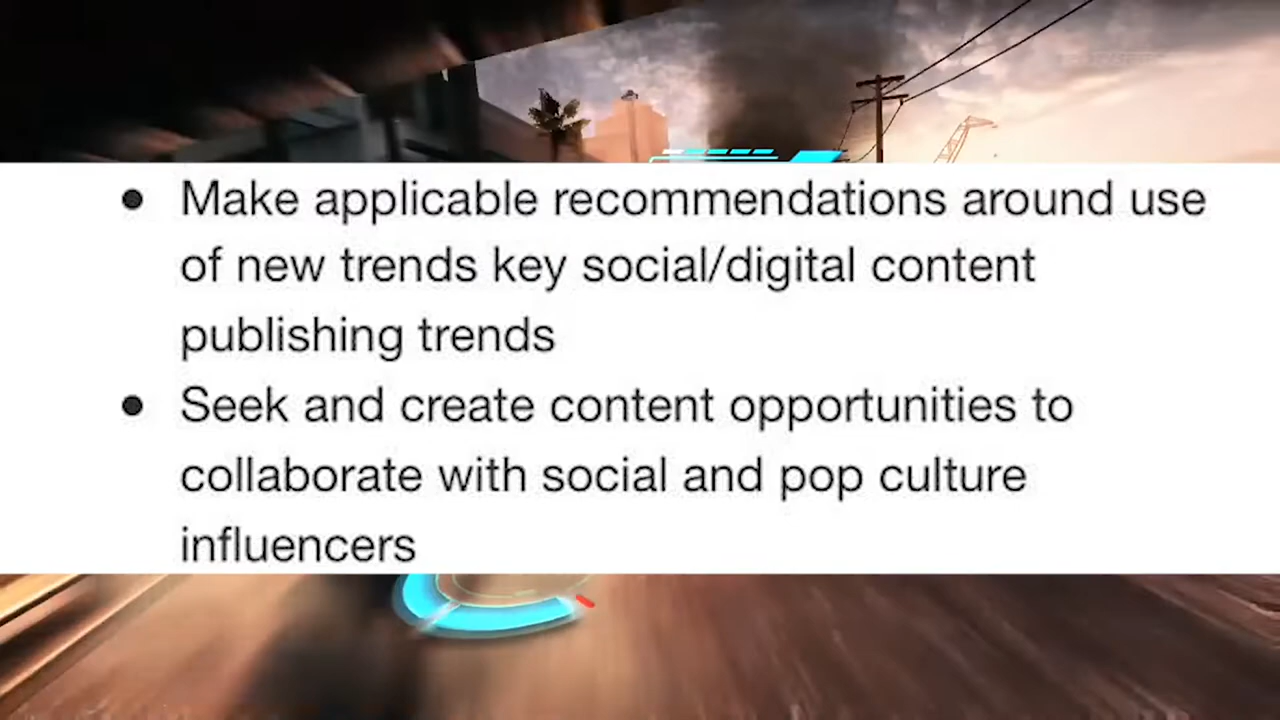 ● Make applicable recommendations around use
of new trends key social/digital content
publishing trends
● Seek and create content opportunities to
collaborate with social and pop culture
influencers